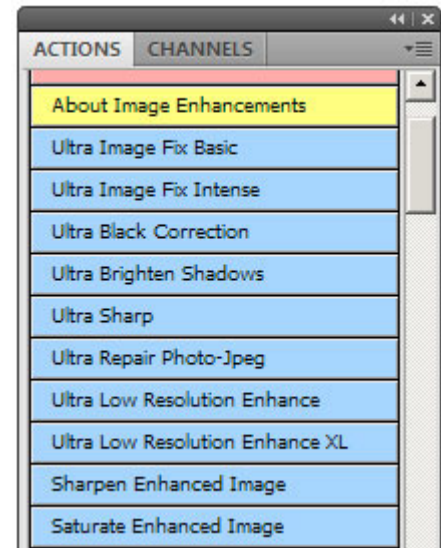 ACTIONS CHANNELS
About Image Enhancements
Ultra Image Fix Basic
Ultra Image Fix Intense
Ultra Black Correction
Ultra Brighten Shadows
Ultra Sharp
Ultra Repair Photo-Jpeg
Ultra Low Resolution Enhance
Ultra Low Resolution Enhance XL
Sharpen Enhanced Image
Saturate Enhanced Image